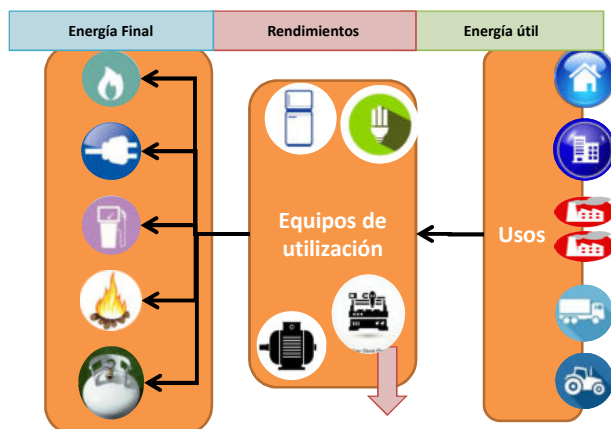 Energía Final
Rendimientos
Energía útil
Equipos de
utilización
Usos